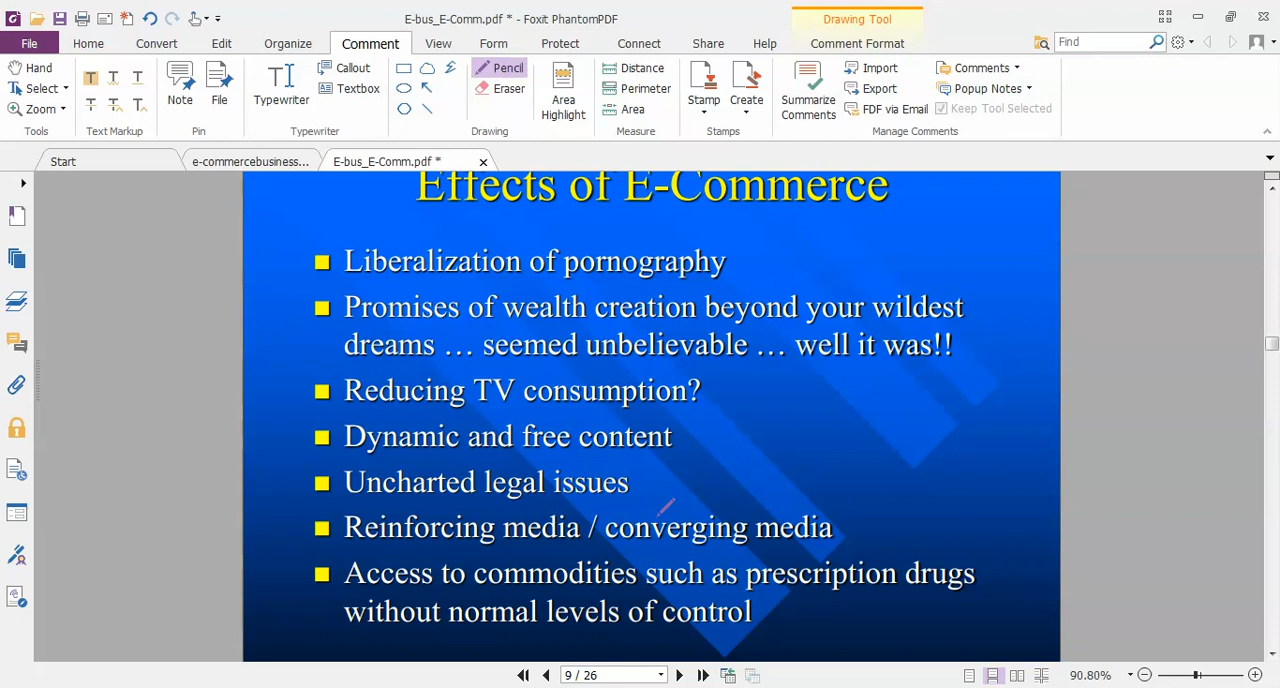 E-bus_E-Comm.pdf * - Foxit PhantomPDF
Drawing Tool
File Home Convert Edit Organize Comment View Form Protect Connect Share Help Comment Format Find
Hand
Select
Zoom
Tools
T T T
T T T
Text Markup
Note File
Pin
Typewriter
Callout
Textbox
Typewriter
Pencil
Eraser
Drawing
Area Highlight
Distance
Perimeter
Area
Measure
Stamp Create
Stamps
Summarize Comments
Import
Export
FDF via Email
Comments
Popup Notes
Keep Tool Selected
Manage Comments
Start e-commercebusiness... E-bus_E-Comm.pdf *
Effects of E-Commerce
Liberalization of pornography
Promises of wealth creation beyond your wildest
dreams … seemed unbelievable … well it was!!
Reducing TV consumption?
Dynamic and free content
Uncharted legal issues
Reinforcing media / converging media
Access to commodities such as prescription drugs
without normal levels of control
9 / 26 90.80%